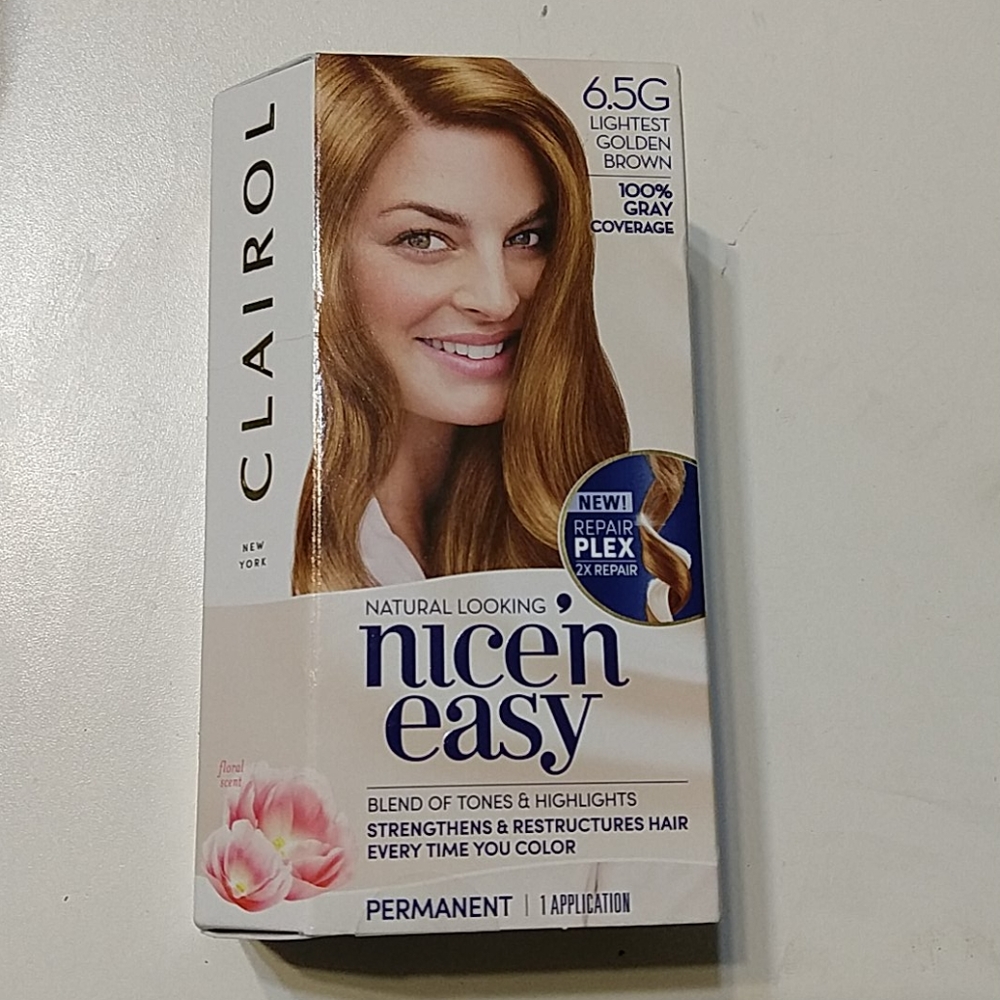 CLAIROL
NEW
YORK
6.5G
LIGHTEST
GOLDEN
BROWN
100%
GRAY
COVERAGE
NEW!
REPAIR
PLEX
2X REPAIR
NATURAL LOOKING
nice'n
easy
floral
scent
BLEND OF TONES & HIGHLIGHTS
STRENGTHENS & RESTRUCTURES HAIR
EVERY TIME YOU COLOR
PERMANENT | 1 APPLICATION